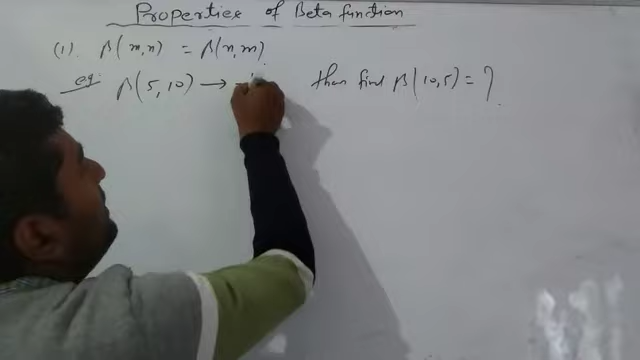 Properties of Beta function
(1). β(m,n) = β(n,m).
eg: β(5,10) → then find β(10,5) = ?